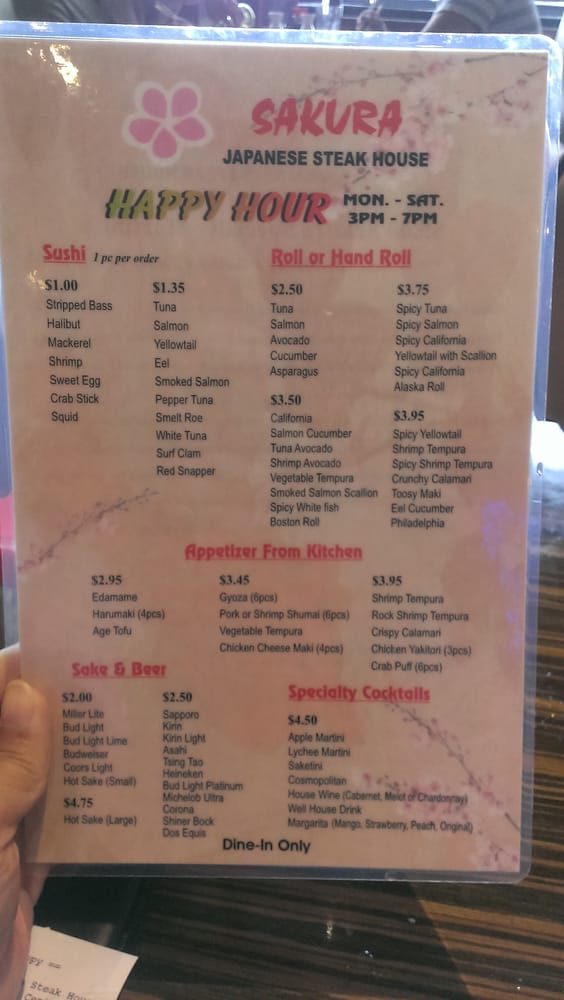 SAKURA
JAPANESE STEAK HOUSE
HAPPY HOUR
MON. - SAT.
3PM - 7PM
Sushi 1 pc per order
$1.00
Stripped Bass
Halibut
Mackerel
Shrimp
Sweet Egg
Crab Stick
Squid
$1.35
Tuna
Salmon
Yellowtail
Eel
Smoked Salmon
Pepper Tuna
Smelt Roe
White Tuna
Surf Clam
Red Snapper
Roll or Hand Roll
$2.50
Tuna
Salmon
Avocado
Cucumber
Asparagus
$3.50
California
Salmon Cucumber
Tuna Avocado
Shrimp Avocado
Vegetable Tempura
Smoked Salmon Scallion
Spicy White fish
Boston Roll
$3.75
Spicy Tuna
Spicy Salmon
Spicy California
Yellowtail with Scallion
Spicy California
Alaska Roll
$3.95
Spicy Yellowtail
Shrimp Tempura
Spicy Shrimp Tempura
Crunchy Calamari
Toosy Maki
Eel Cucumber
Philadelphia
Appetizer From Kitchen
$2.95
Edamame
Harumaki (4pcs)
Age Tofu
$3.45
Gyoza (6pcs)
Pork or Shrimp Shumai (6pcs)
Vegetable Tempura
Chicken Cheese Maki (4pcs)
$3.95
Shrimp Tempura
Rock Shrimp Tempura
Crispy Calamari
Chicken Yakitori (3pcs)
Crab Puff (6pcs)
Sake & Beer
$2.00
Miller Lite
Bud Light
Bud Light Lime
Budweiser
Coors Light
Hot Sake (Small)
$4.75
Hot Sake (Large)
$2.50
Sapporo
Kirin
Kirin Light
Asahi
Tsing Tao
Heineken
Bud Light Platinum
Michelob Ultra
Corona
Shiner Bock
Dos Equis
Specialty Cocktails
$4.50
Apple Martini
Lychee Martini
Saketini
Cosmopolitan
House Wine (Cabernet, Melot or Chardonnay)
Well House Drink
Margarita (Mango, Strawberry, Peach, Original)
Dine-In Only
steak